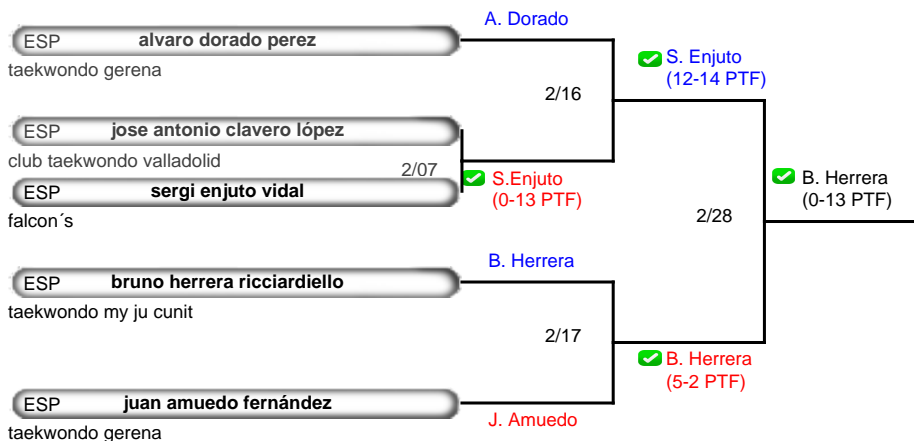 A. Dorado
ESP alvaro dorado perez
taekwondo gerena
S. Enjuto
(12-14 PTF)
2/16
ESP jose antonio clavero lópez
club taekwondo valladolid
2/07
S.Enjuto
(0-13 PTF)
ESP sergi enjuto vidal
falcon´s
B. Herrera
(0-13 PTF)
2/28
B. Herrera
ESP bruno herrera ricciardiello
taekwondo my ju cunit
2/17
B. Herrera
(5-2 PTF)
ESP juan amuedo fernández
taekwondo gerena
J. Amuedo